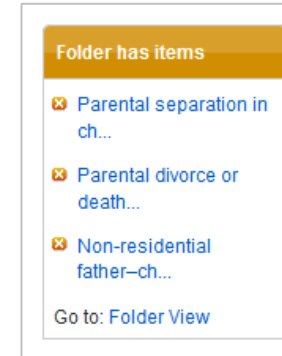 Folder has items
Parental separation in
ch...
Parental divorce or
death...
Non-residential
father–ch...
Go to: Folder View